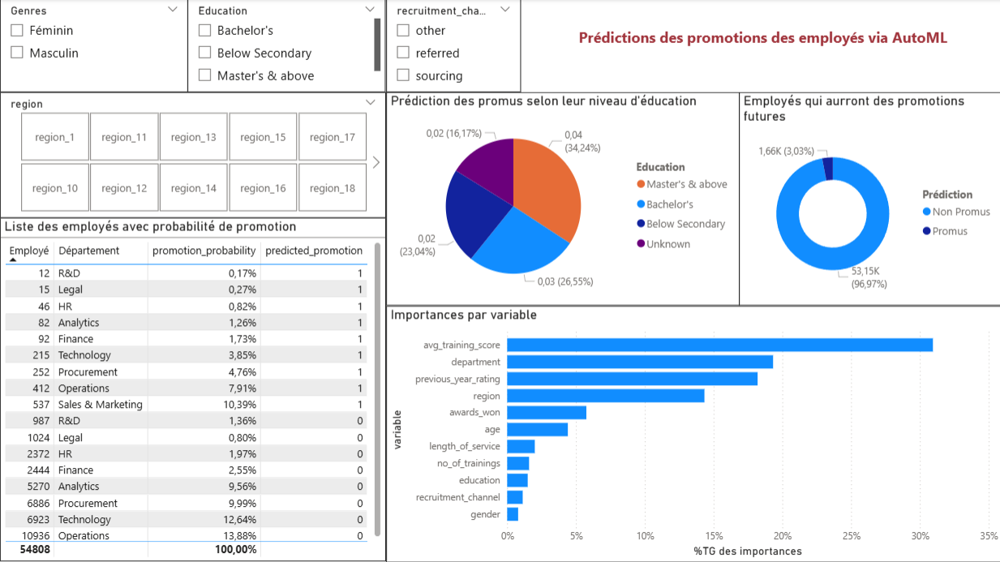 Genres
Féminin
Masculin
Education
Bachelor's
Below Secondary
Master's & above
recruitment_cha...
other
referred
sourcing
Prédictions des promotions des employés via AutoML
region
region_1 region_11 region_13 region_15 region_17
region_10 region_12 region_14 region_16 region_18
Liste des employés avec probabilité de promotion
Employé Département promotion_probability predicted_promotion
12 R&D 0,17% 1
15 Legal 0,27% 1
46 HR 0,82% 1
82 Analytics 1,26% 1
92 Finance 1,73% 1
215 Technology 3,85% 1
252 Procurement 4,76% 1
412 Operations 7,91% 1
537 Sales & Marketing 10,39% 1
987 R&D 1,36% 0
1024 Legal 0,80% 0
2372 HR 1,97% 0
2444 Finance 2,55% 0
5270 Analytics 9,56% 0
6886 Procurement 9,99% 0
6923 Technology 12,64% 0
10936 Operations 13,88% 0
54808 100,00%
Prédiction des promus selon leur niveau d'éducation
0,02 (16,17%)
0,04
(34,24%)
0,02
(23,04%)
0,03 (26,55%)
Education
Master's & above
Bachelor's
Below Secondary
Unknown
Employés qui aurront des promotions
futures
1,66K (3,03%)
53,15K
(96,97%)
Prédiction
Non Promus
Promus
Importances par variable
variable
avg_training_score
department
previous_year_rating
region
awards_won
age
length_of_service
no_of_trainings
education
recruitment_channel
gender
0% 5% 10% 15% 20% 25% 30% 35%
%TG des importances